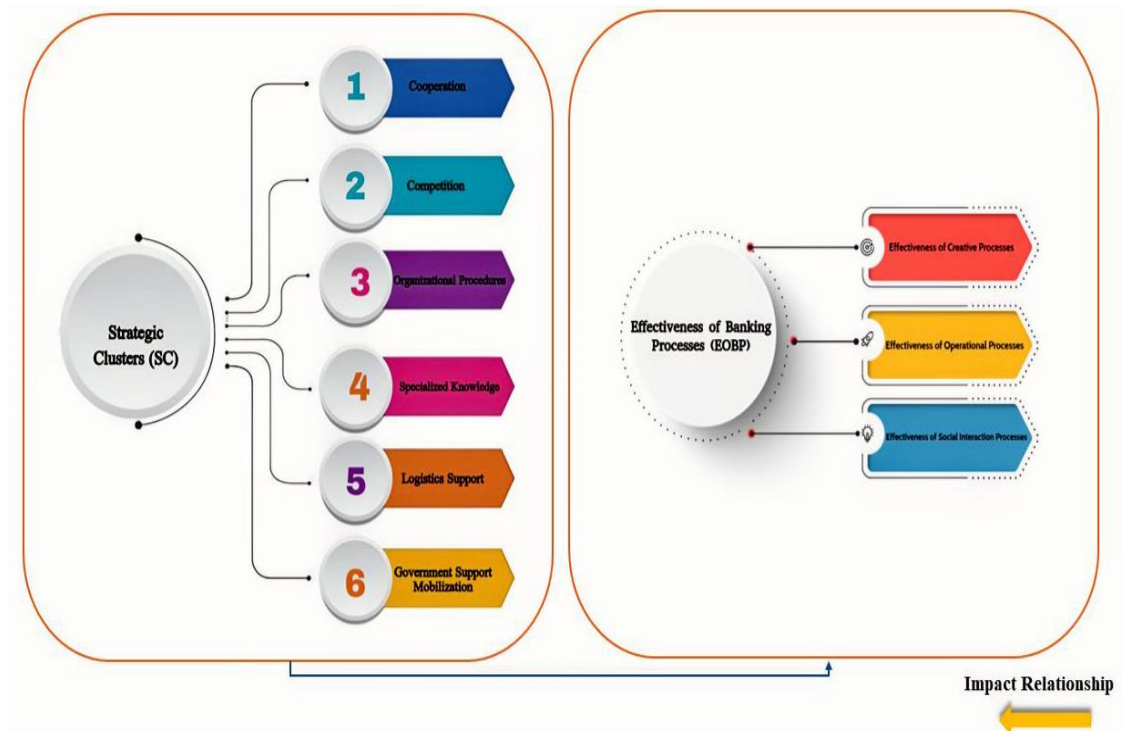 1
Cooperation
2
Competition
3
Organizational Procedures
Strategic
Clusters (SC)
4
Specialized Knowledge
5
Logistics Support
6
Government Support
Mobilization
Effectiveness of Banking
Processes (EOBP)
Effectiveness of Creative Processes
Effectiveness of Operational Processes
Effectiveness of Social Interaction Processes
Impact Relationship